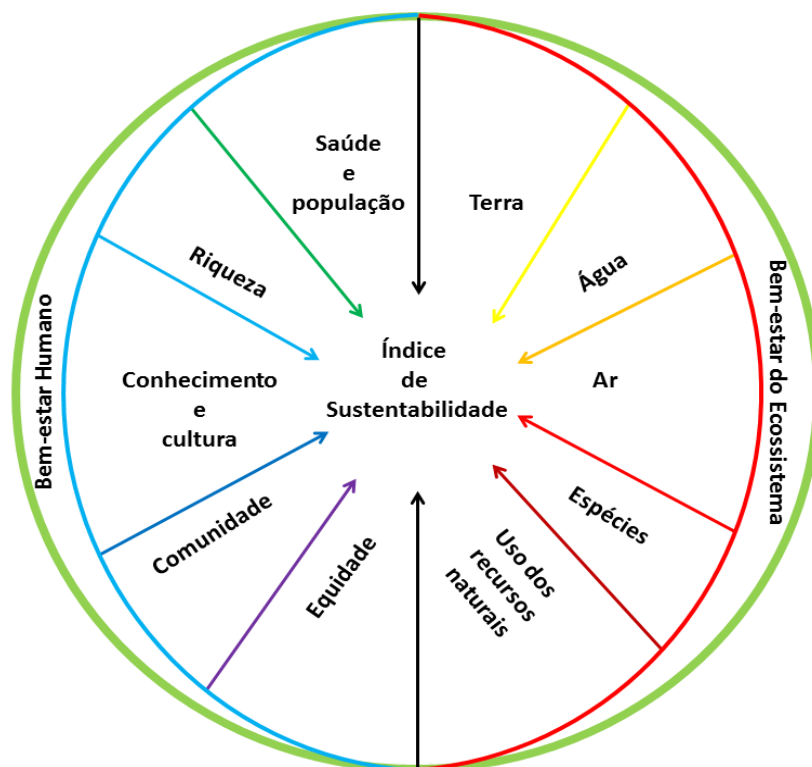 Saúde
e
população
Terra
Riqueza
Água
Bem-estar Humano
Bem-estar do Ecossistema
Índice
de
Sustentabilidade
Conhecimento
e
cultura
Ar
Comunidade
Equidade
Espécies
Uso dos
recursos
naturais